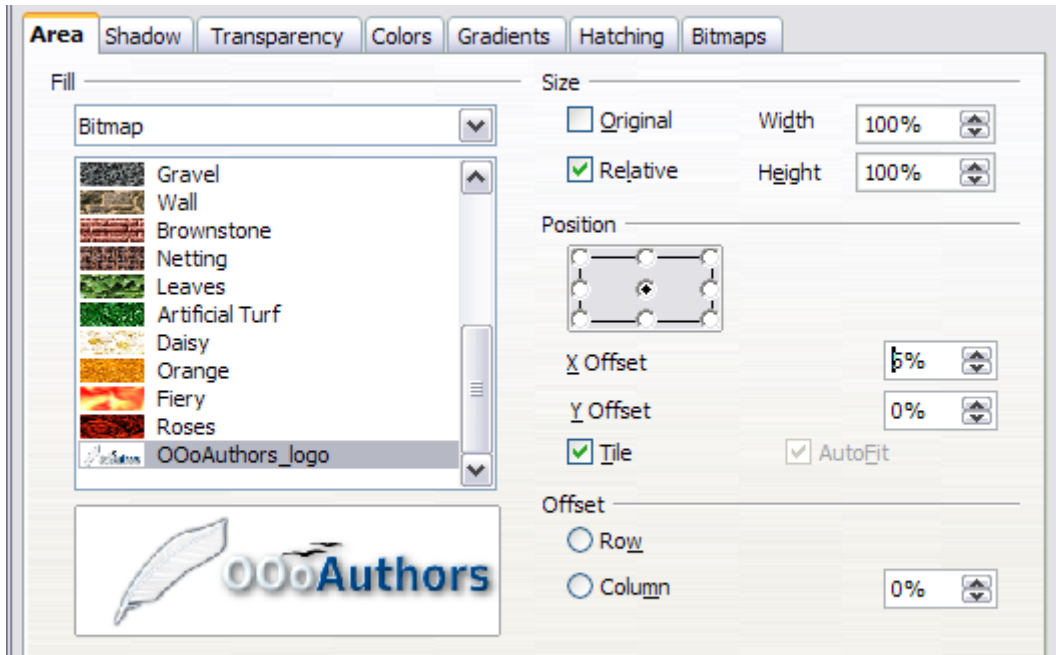 Area Shadow Transparency Colors Gradients Hatching Bitmaps
Fill
Bitmap
Gravel
Wall
Brownstone
Netting
Leaves
Artificial Turf
Daisy
Orange
Fiery
Roses
OOoAuthors_logo
OOoAuthors
Size
Original Width 100%
Relative Height 100%
Position
X Offset 5%
Y Offset 0%
Tile AutoFit
Offset
Row
Column 0%